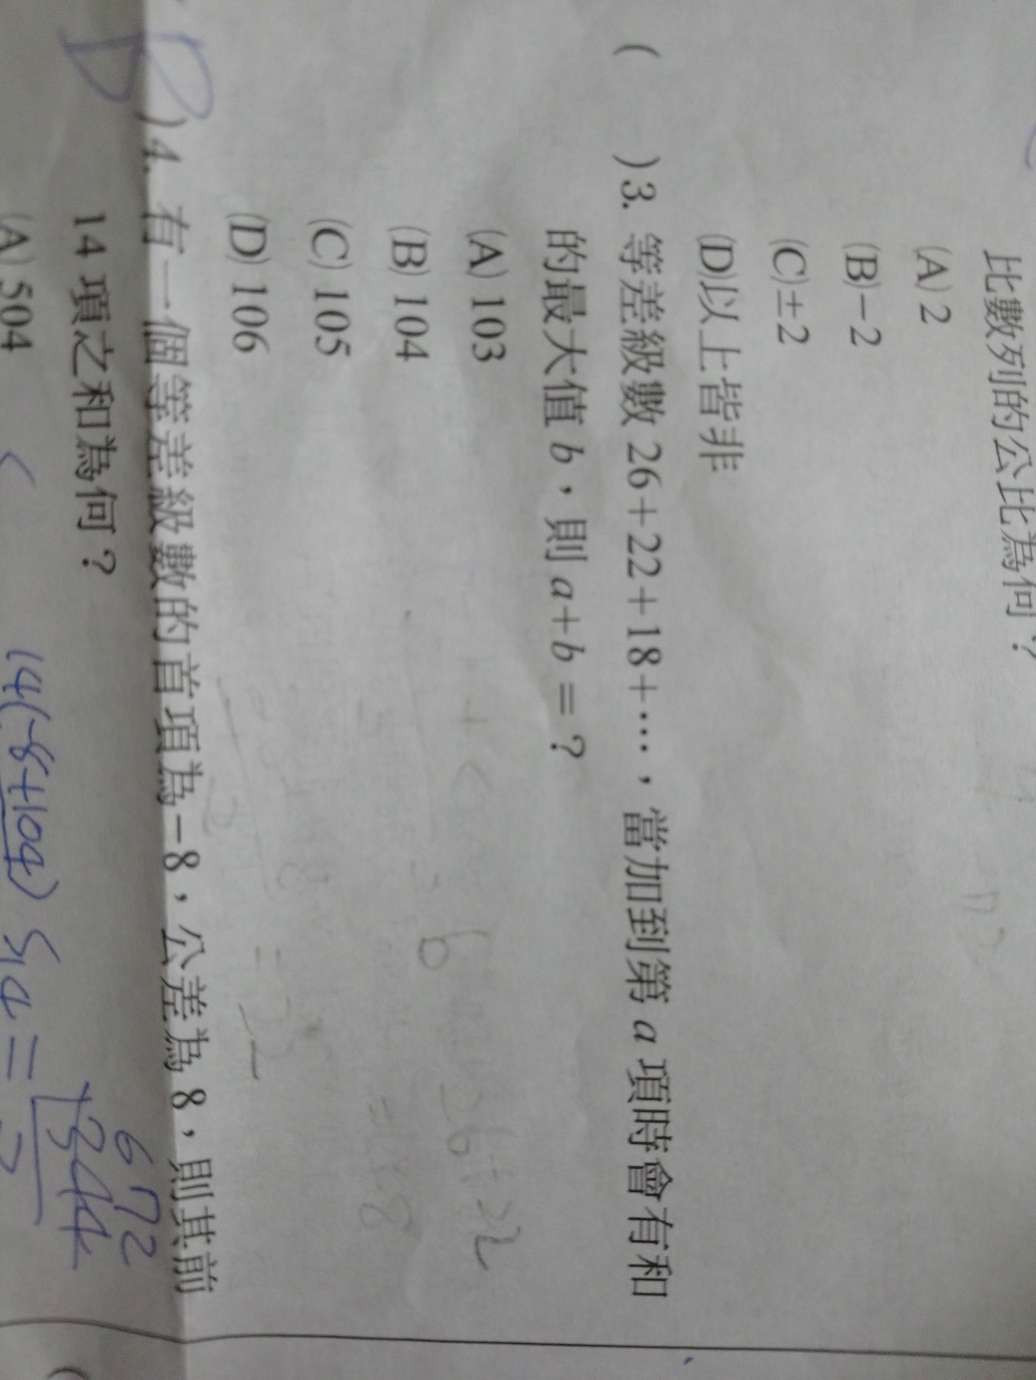 比數列的公比為何？
(A) 2
(B)−2
(C)±2
(D)以上皆非
(　)3. 等差級數 26+22+18+⋯，當加到第 a 項時會有和
的最大值 b，則 a+b＝？
(A) 103
(B) 104
(C) 105
(D) 106
)4. 有一個等差級數的首項為−8，公差為 8，則其前
14 項之和為何？
(A) 504
14(-8+109)
672
1344